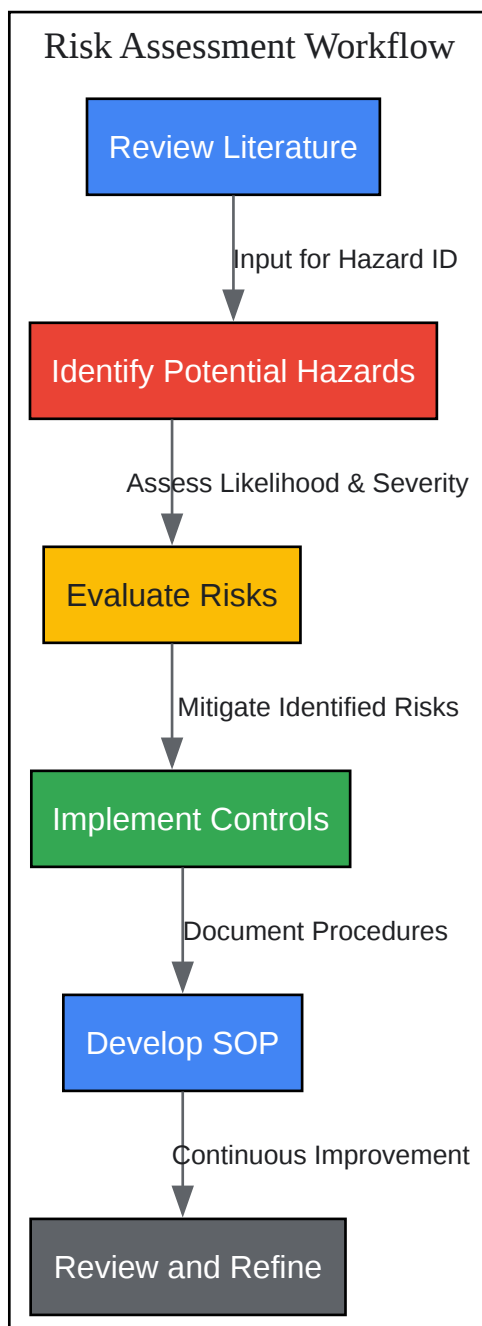 Risk Assessment Workflow
Review Literature
Input for Hazard ID
Identify Potential Hazards
Assess Likelihood & Severity
Evaluate Risks
Mitigate Identified Risks
Implement Controls
Document Procedures
Develop SOP
Continuous Improvement
Review and Refine